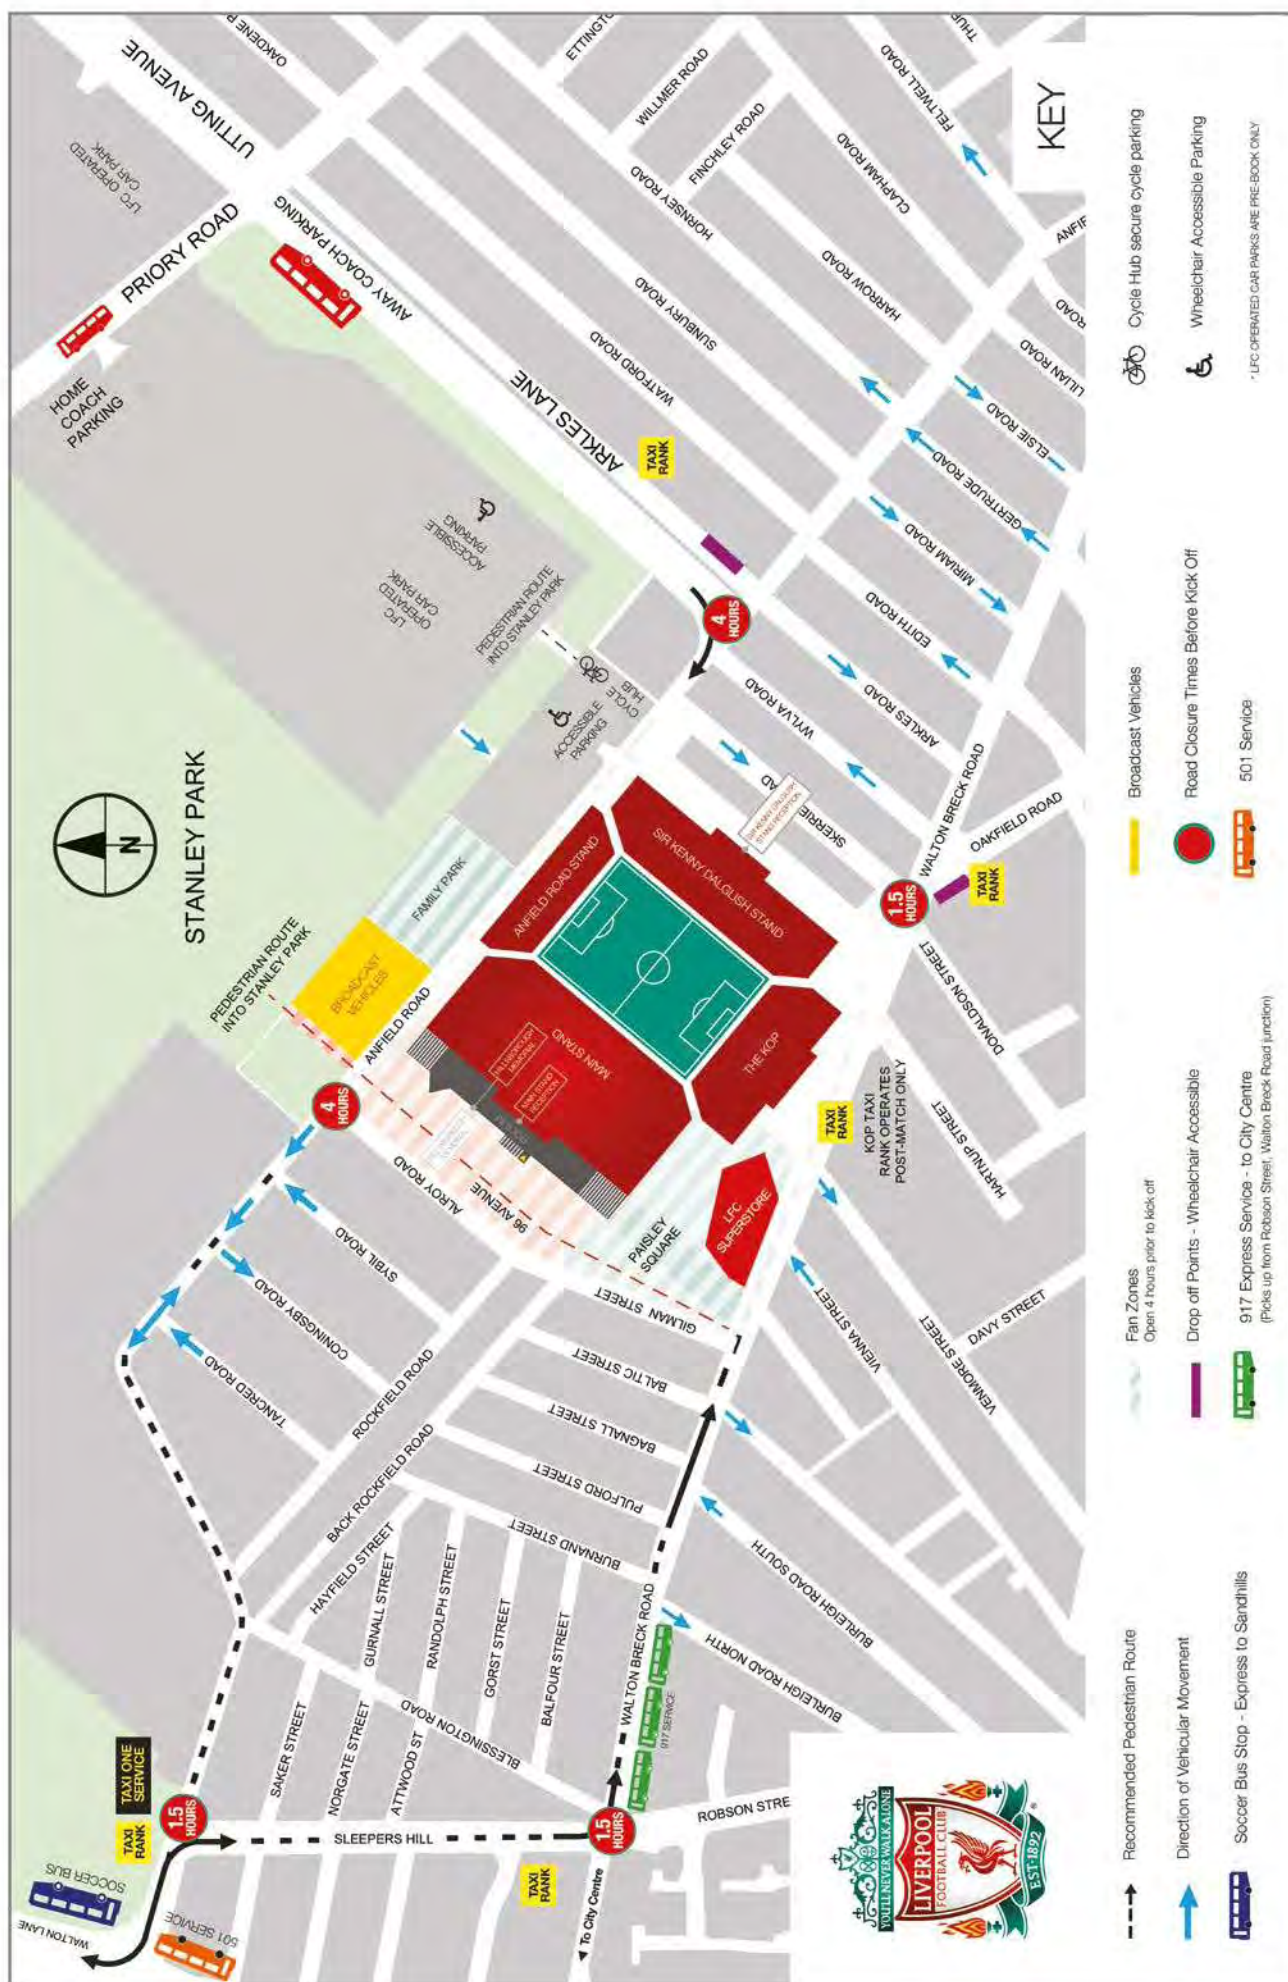 WALTON LANE
SOCCER BUS
501 SERVICE
TAXI
RANK
TAXI ONE
SERVICE
1.5
HOURS
SLEEPERS HILL
TAXI
RANK
To City Centre
1.5
HOURS
SAKER STREET
NORGATE STREET
ATTWOOD ST
BLESSINGTON ROAD
HAYFIELD STREET
GURNALL STREET
RANDOLPH STREET
GORST STREET
BALFOUR STREET
BURNAND STREET
PULFORD STREET
BAGNALL STREET
BALTIC STREET
GILMAN STREET
BACK ROCKFIELD ROAD
ROCKFIELD ROAD
TANCRED ROAD
CONINGSBY ROAD
SYBIL ROAD
ALROY ROAD
96 AVENUE
WALTON BRECK ROAD
917 SERVICE
ROBSON STRE
BURLEIGH ROAD NORTH
BURLEIGH ROAD SOUTH
VIENNA STREET
VENMORE STREET
DAVY STREET
HARTNUP STREET
DONALDSON STREET
STANLEY PARK
N
PEDESTRIAN ROUTE
INTO STANLEY PARK
4
HOURS
ANFIELD ROAD
BROADCAST
VEHICLES
FAMILY PARK
HILLSBOROUGH
MEMORIAL
MAIN STAND
RECEPTION
MAIN STAND
ANFIELD ROAD STAND
SIR KENNY DALGLISH STAND
THE KOP
PAISLEY
SQUARE
LFC
SUPERSTORE
TAXI
RANK
KOP TAXI
RANK OPERATES
POST-MATCH ONLY
SIR KENNY DALGLISH
STAND RECEPTION
SKERRIE
AD
WYLVA ROAD
ARKLES ROAD
1.5
HOURS
TAXI
RANK
OAKFIELD ROAD
WALTON BRECK ROAD
ACCESSIBLE
PARKING
CYCLE
HUB
PEDESTRIAN ROUTE
INTO STANLEY PARK
LFC
OPERATED
CAR PARK
ACCESSIBLE
PARKING
4
HOURS
TAXI
RANK
ARKLES LANE
AWAY COACH PARKING
HOME
COACH
PARKING
PRIORY ROAD
LFC OPERATED
CAR PARK
UTTING AVENUE
OAKDENE R
ETTINGTO
WILLMER ROAD
FINCHLEY ROAD
HORNSEY ROAD
CLAPHAM ROAD
HARROW ROAD
SUNBURY ROAD
WATFORD ROAD
THU
FELTWELL ROAD
ANFIE
ROAD
LILIAN ROAD
ELSIE ROAD
GERTRUDE ROAD
MIRIAM ROAD
EDITH ROAD
YOU'LL NEVER WALK ALONE
LIVERPOOL
FOOTBALL CLUB
EST·1892
®
KEY
Recommended Pedestrian Route
Direction of Vehicular Movement
Soccer Bus Stop - Express to Sandhills
Fan Zones
Open 4 hours prior to kick off
Drop off Points - Wheelchair Accessible
917 Express Service - to City Centre
(Picks up from Robson Street, Walton Breck Road junction)
Broadcast Vehicles
Road Closure Times Before Kick Off
501 Service
Cycle Hub secure cycle parking
Wheelchair Accessible Parking
* LFC OPERATED CAR PARKS ARE PRE-BOOK ONLY